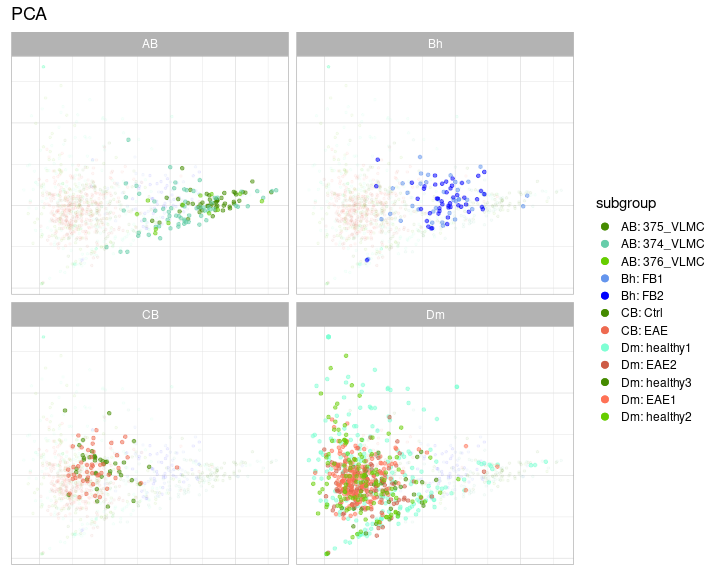 PCA
AB
Bh
CB
Dm
subgroup
AB: 375_VLMC
AB: 374_VLMC
AB: 376_VLMC
Bh: FB1
Bh: FB2
CB: Ctrl
CB: EAE
Dm: healthy1
Dm: EAE2
Dm: healthy3
Dm: EAE1
Dm: healthy2